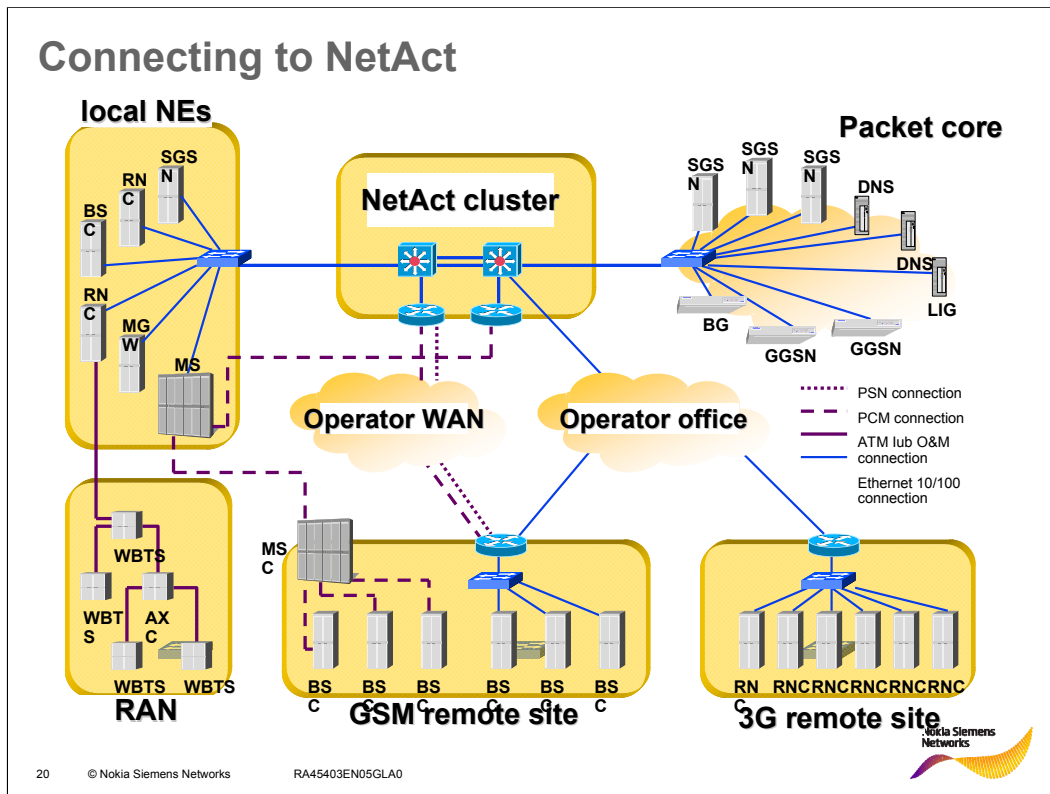 Connecting to NetAct
local NEs
Packet core
NetAct cluster
SGS
N
RN
C
BS
C
RN
C
MG
W
MS
SGS
N
SGS
N
SGS
N
DNS
DNS
LIG
BG
GGSN
GGSN
Operator WAN
Operator office
PSN connection
PCM connection
ATM Iub O&M
connection
Ethernet 10/100
connection
WBTS
WBT
S
AX
C
WBTS
WBTS
RAN
MS
C
BS
C
BS
C
BS
C
BS
C
BS
C
BS
C
GSM remote site
RN
C
RNC
RNC
RNC
RNC
RNC
3G remote site
Nokia Siemens
Networks
20
© Nokia Siemens Networks
RA45403EN05GLA0